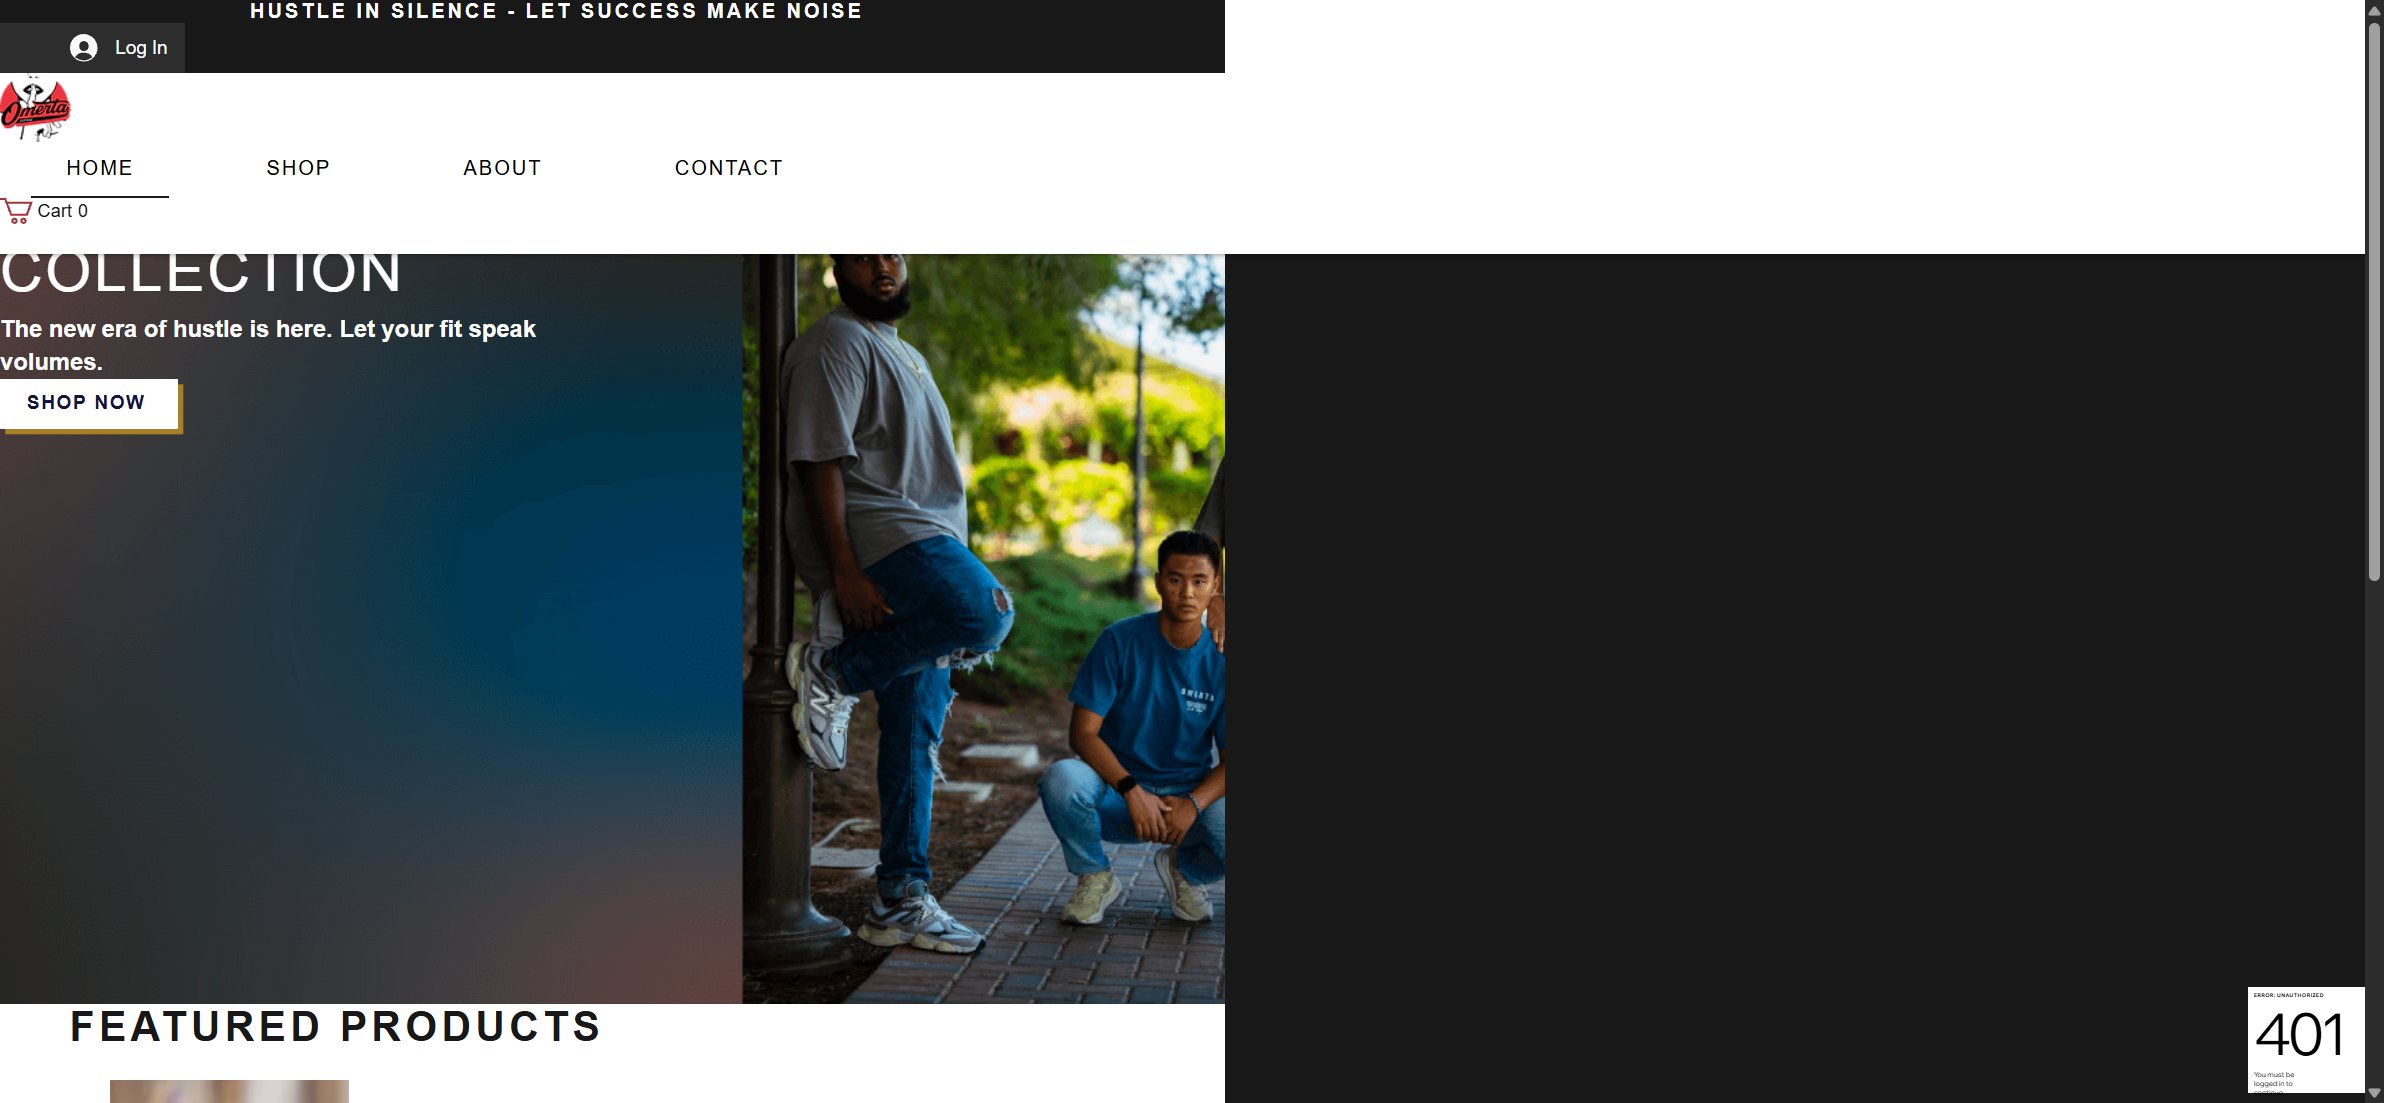 HUSTLE IN SILENCE - LET SUCCESS MAKE NOISE
Log In
Omerta
HOME
SHOP
ABOUT
CONTACT
Cart 0
COLLECTION
The new era of hustle is here. Let your fit speak
volumes.
SHOP NOW
FEATURED PRODUCTS
ERROR: UNAUTHORIZED
401
You must be
logged in to